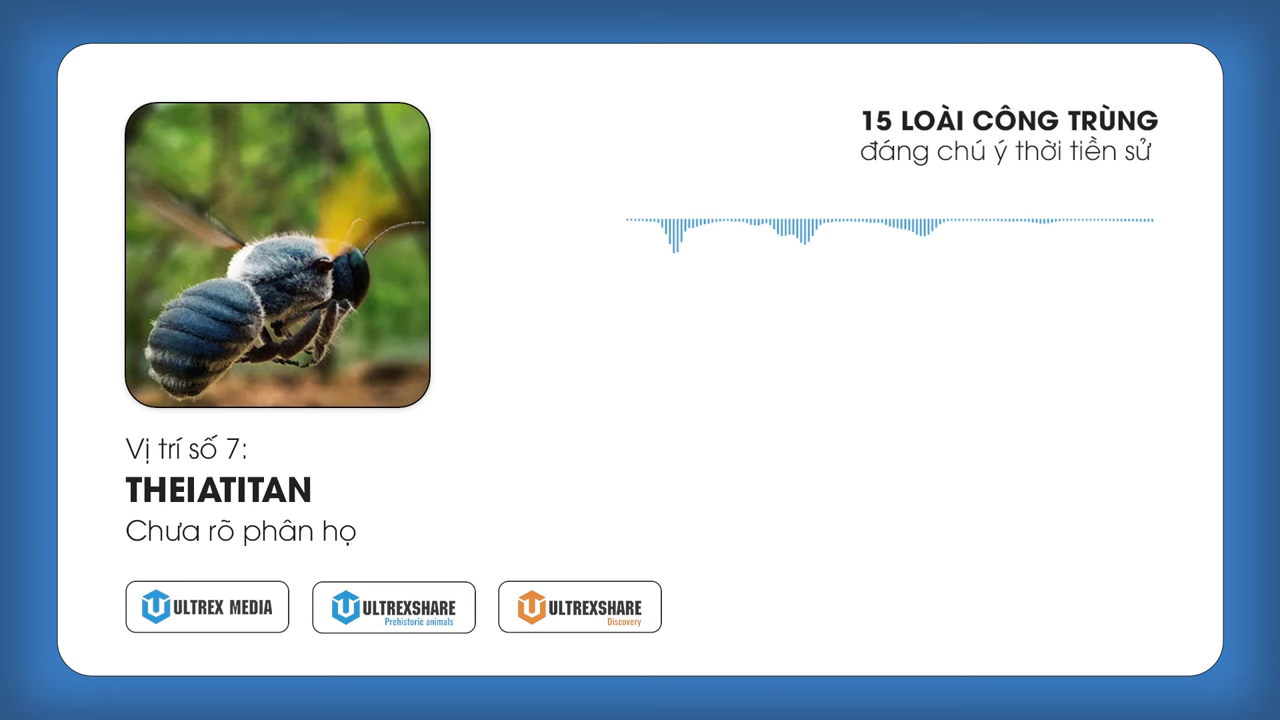 15 LOÀI CÔNG TRÙNG
đáng chú ý thời tiền sử
Vị trí số 7:
THEIATITAN
Chưa rõ phân họ
ULTREX MEDIA
ULTREXSHARE
Prehistoric animals
ULTREXSHARE
Discovery